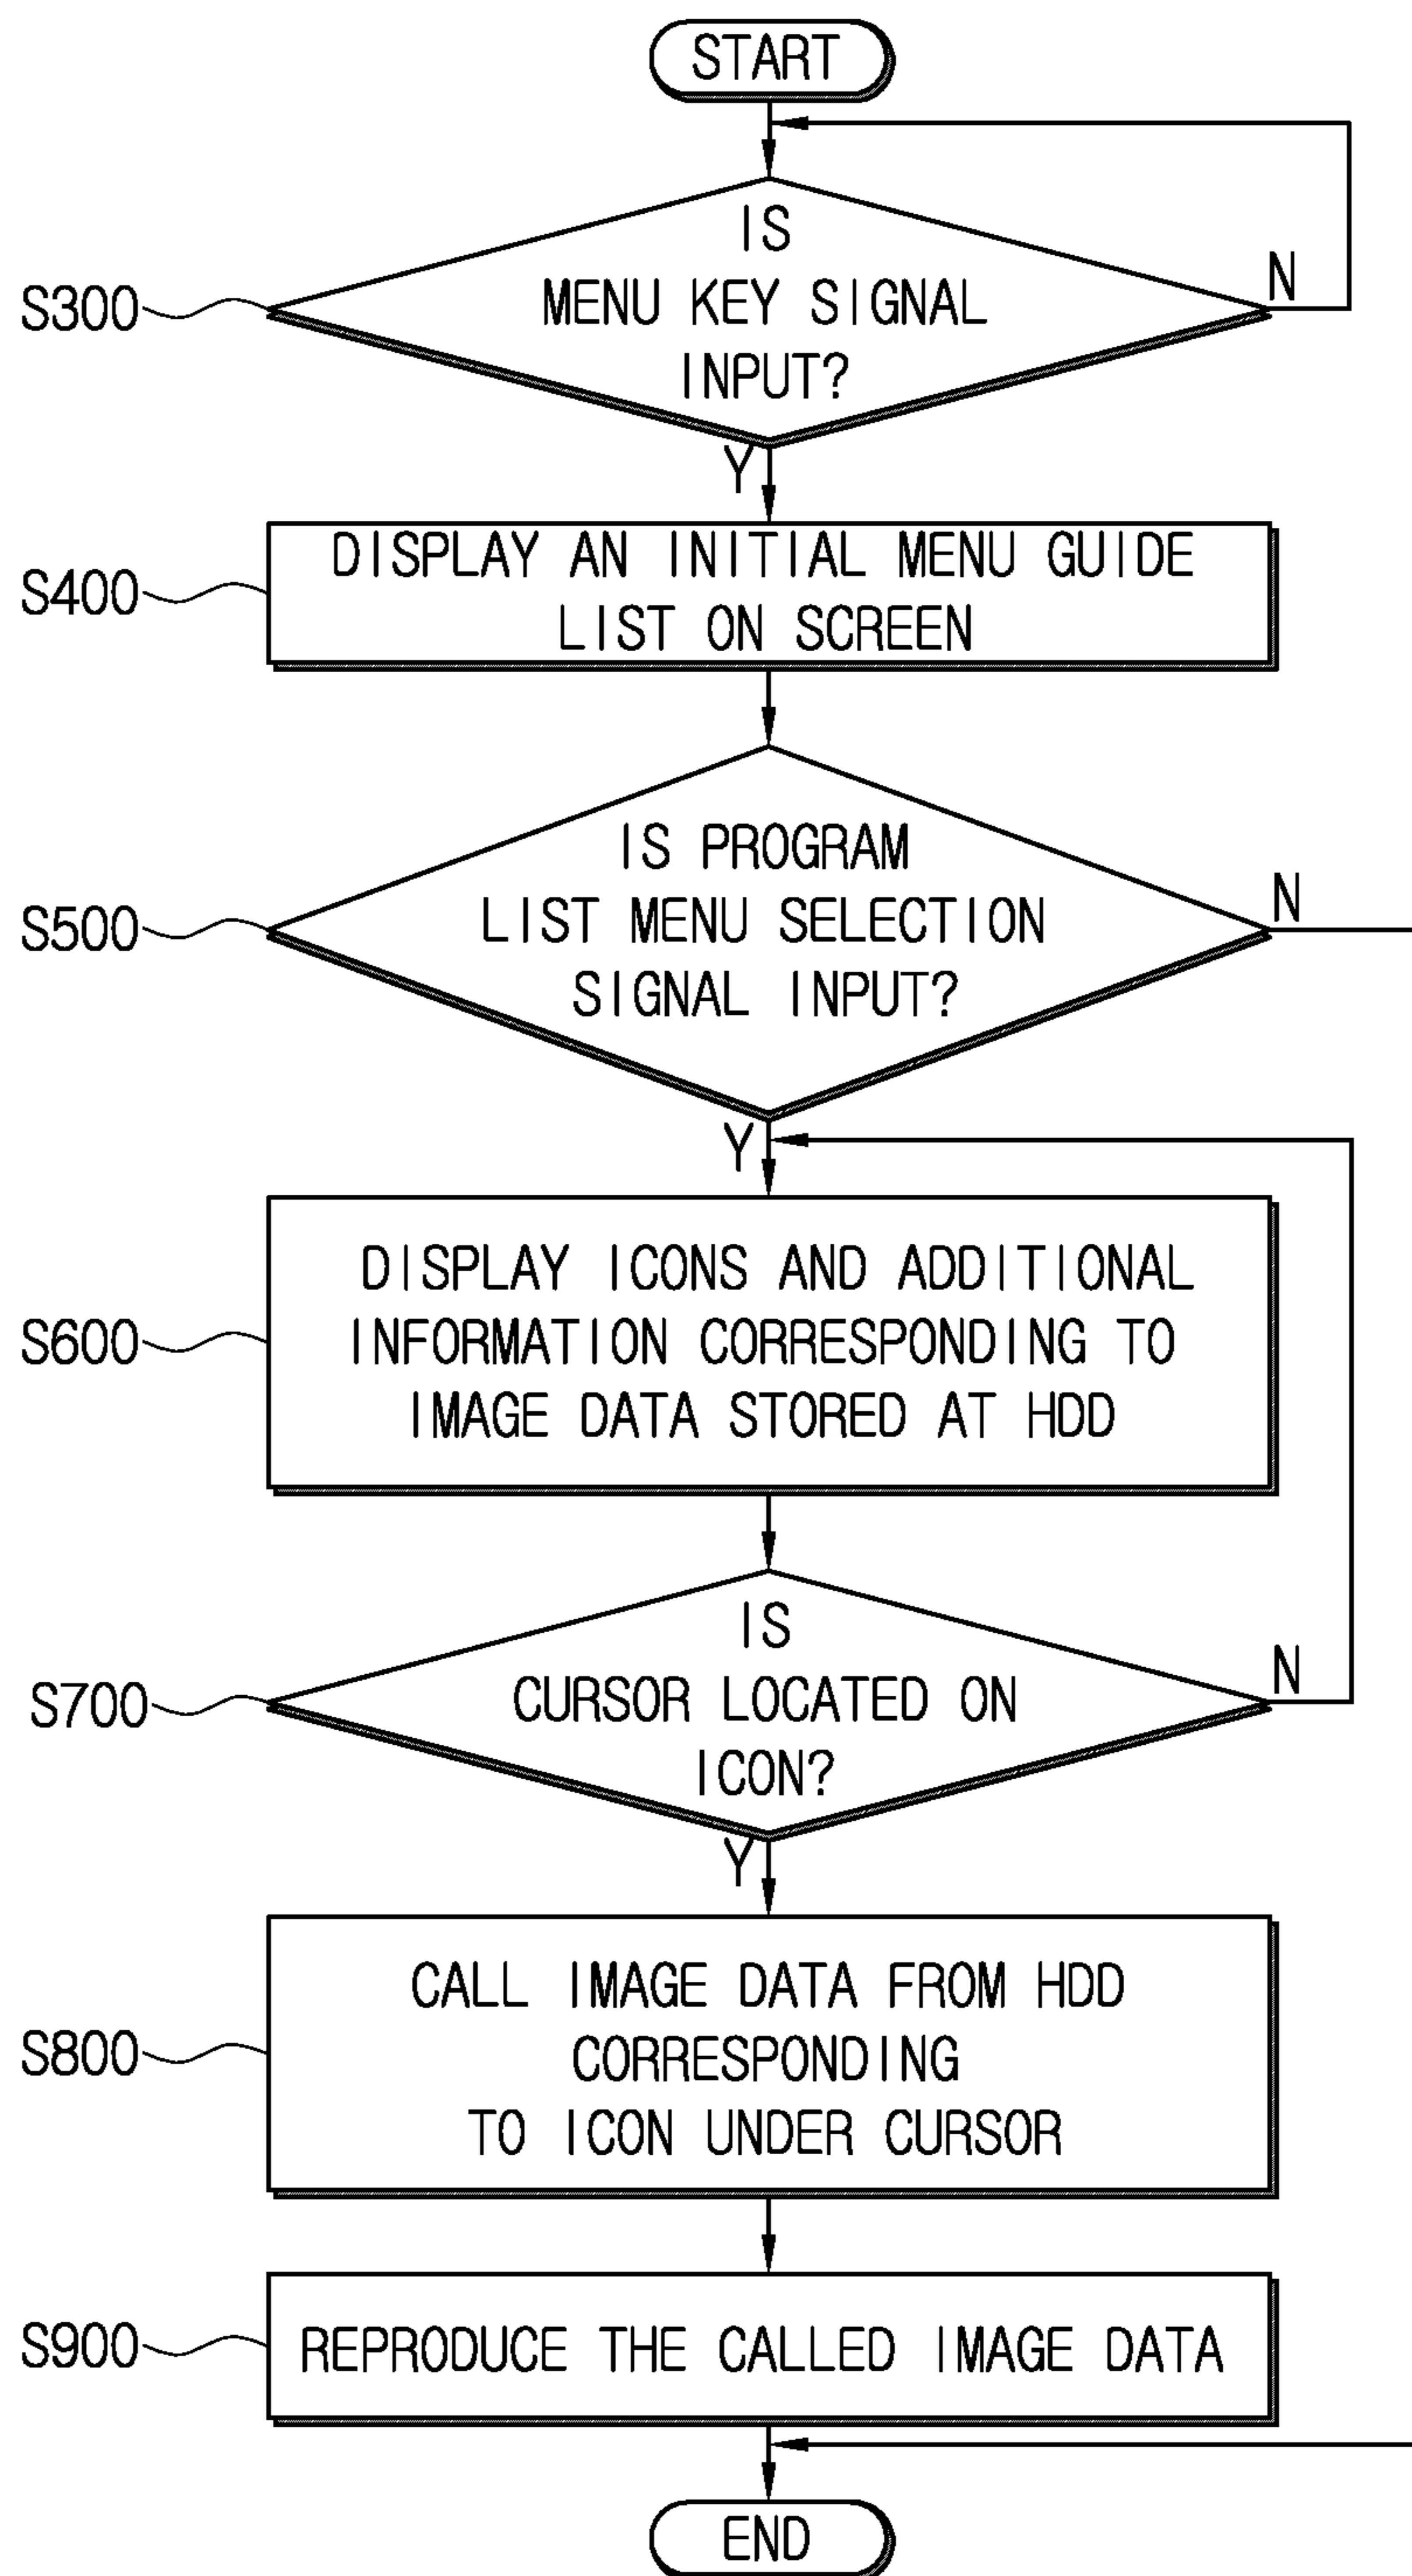 START
IS
MENU KEY SIGNAL
INPUT?
N
S300
Y
DISPLAY AN INITIAL MENU GUIDE
LIST ON SCREEN
S400
IS PROGRAM
LIST MENU SELECTION
SIGNAL INPUT?
N
S500
Y
DISPLAY ICONS AND ADDITIONAL
INFORMATION CORRESPONDING TO
IMAGE DATA STORED AT HDD
S600
IS
CURSOR LOCATED ON
ICON?
N
S700
Y
CALL IMAGE DATA FROM HDD
CORRESPONDING
TO ICON UNDER CURSOR
S800
S900
REPRODUCE THE CALLED IMAGE DATA
END